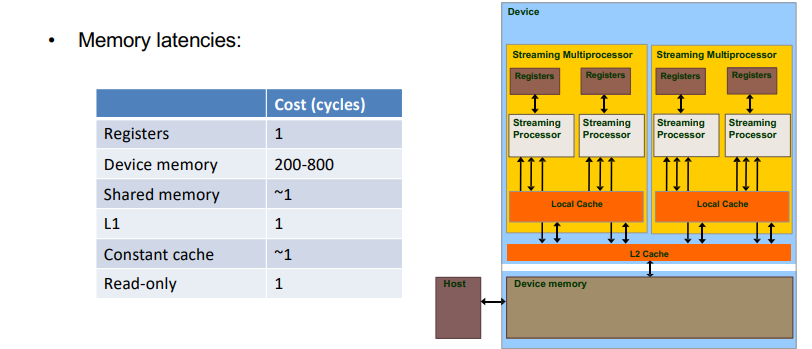 • Memory latencies:
Cost (cycles)
Registers 1
Device memory 200-800
Shared memory ~1
L1 1
Constant cache ~1
Read-only 1
Device
Streaming Multiprocessor Streaming Multiprocessor
Registers Registers Registers Registers
Streaming Streaming Streaming Streaming
Processor Processor Processor Processor
Local Cache Local Cache
L2 Cache
Host Device memory